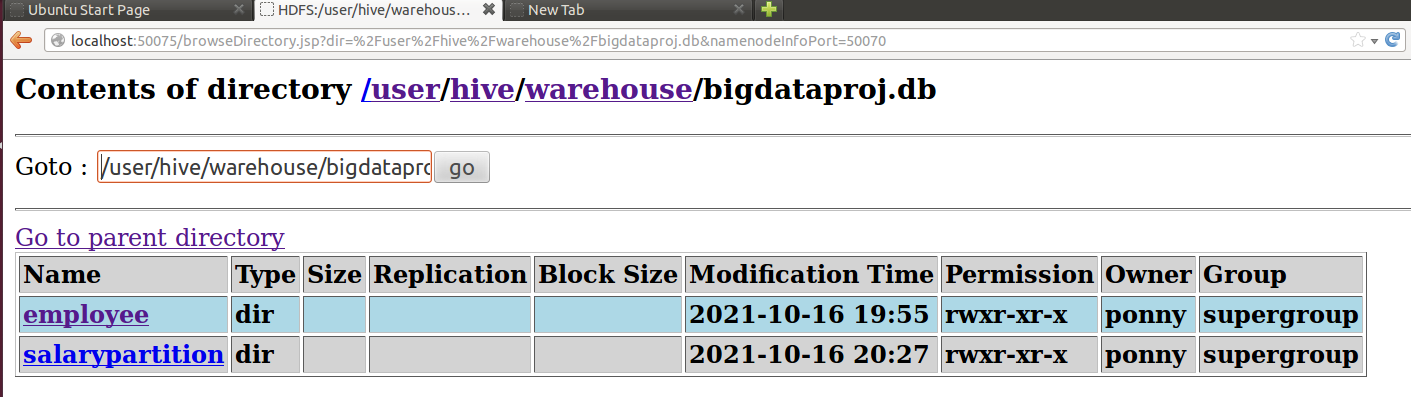 Ubuntu Start Page HDFS:/user/hive/warehous... New Tab
localhost:50075/browseDirectory.jsp?dir=%2Fuser%2Fhive%2Fwarehouse%2Fbigdataproj.db&namenodeInfoPort=50070
Contents of directory /user/hive/warehouse/bigdataproj.db
Goto : /user/hive/warehouse/bigdatapro go
Go to parent directory
Name Type Size Replication Block Size Modification Time Permission Owner Group
employee dir 2021-10-16 19:55 rwxr-xr-x ponny supergroup
salarypartition dir 2021-10-16 20:27 rwxr-xr-x ponny supergroup